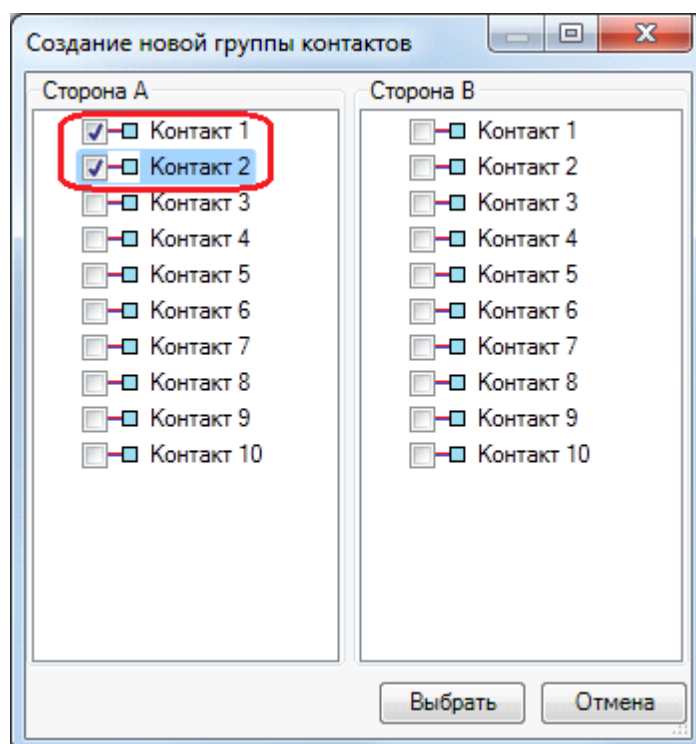 Создание новой группы контактов
Сторона A
Контакт 1
Контакт 2
Контакт 3
Контакт 4
Контакт 5
Контакт 6
Контакт 7
Контакт 8
Контакт 9
Контакт 10
Сторона B
Контакт 1
Контакт 2
Контакт 3
Контакт 4
Контакт 5
Контакт 6
Контакт 7
Контакт 8
Контакт 9
Контакт 10
Выбрать
Отмена